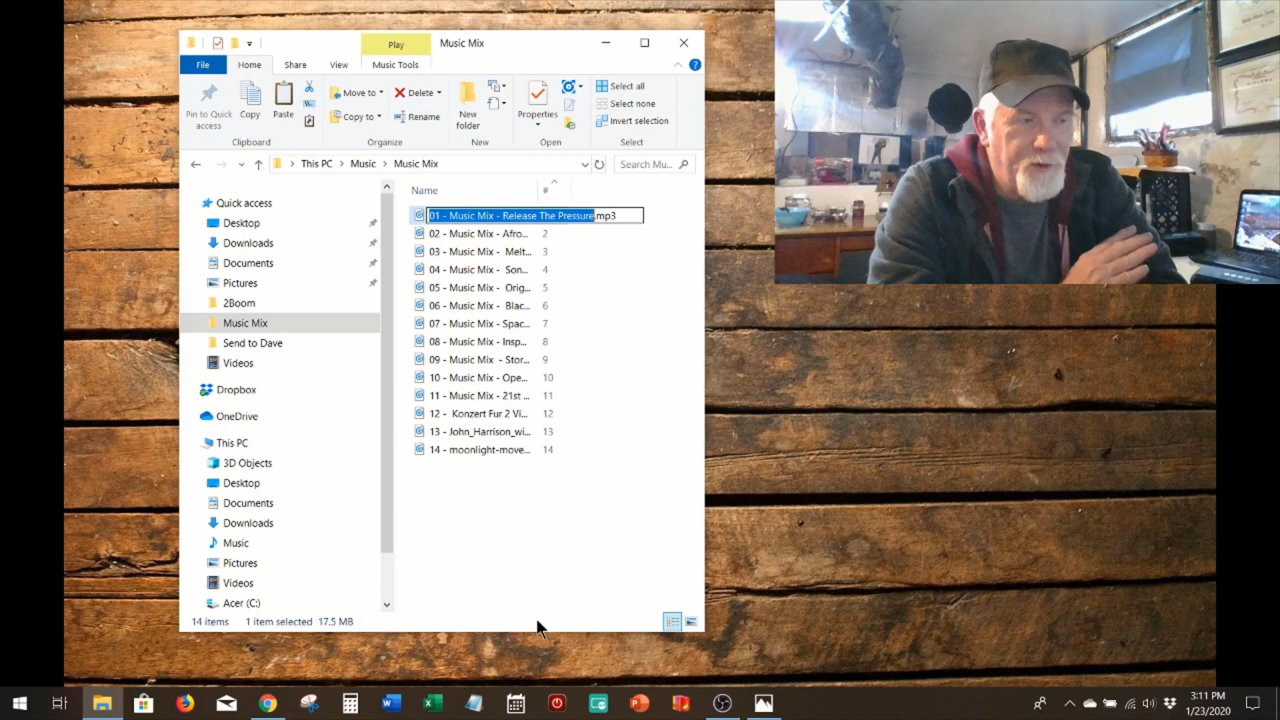 Play
Music Mix
File
Home
Share
View
Music Tools
Pin to Quick access
Copy
Paste
Move to
Copy to
Delete
Rename
New folder
Properties
Select all
Select none
Invert selection
Clipboard
Organize
New
Open
Select
This PC > Music > Music Mix
Search Mu...
Name
#
01 - Music Mix - Release The Pressure.mp3
02 - Music Mix - Afro... 2
03 - Music Mix - Melt... 3
04 - Music Mix - Son... 4
05 - Music Mix - Orig... 5
06 - Music Mix - Blac... 6
07 - Music Mix - Spac... 7
08 - Music Mix - Insp... 8
09 - Music Mix - Stor... 9
10 - Music Mix - Ope... 10
11 - Music Mix - 21st ... 11
12 - Konzert Fur 2 Vi... 12
13 - John_Harrison_wi... 13
14 - moonlight-move... 14
Quick access
Desktop
Downloads
Documents
Pictures
2Boom
Music Mix
Send to Dave
Videos
Dropbox
OneDrive
This PC
3D Objects
Desktop
Documents
Downloads
Music
Pictures
Videos
Acer (C:)
14 items 1 item selected 17.5 MB
3:11 PM
1/23/2020